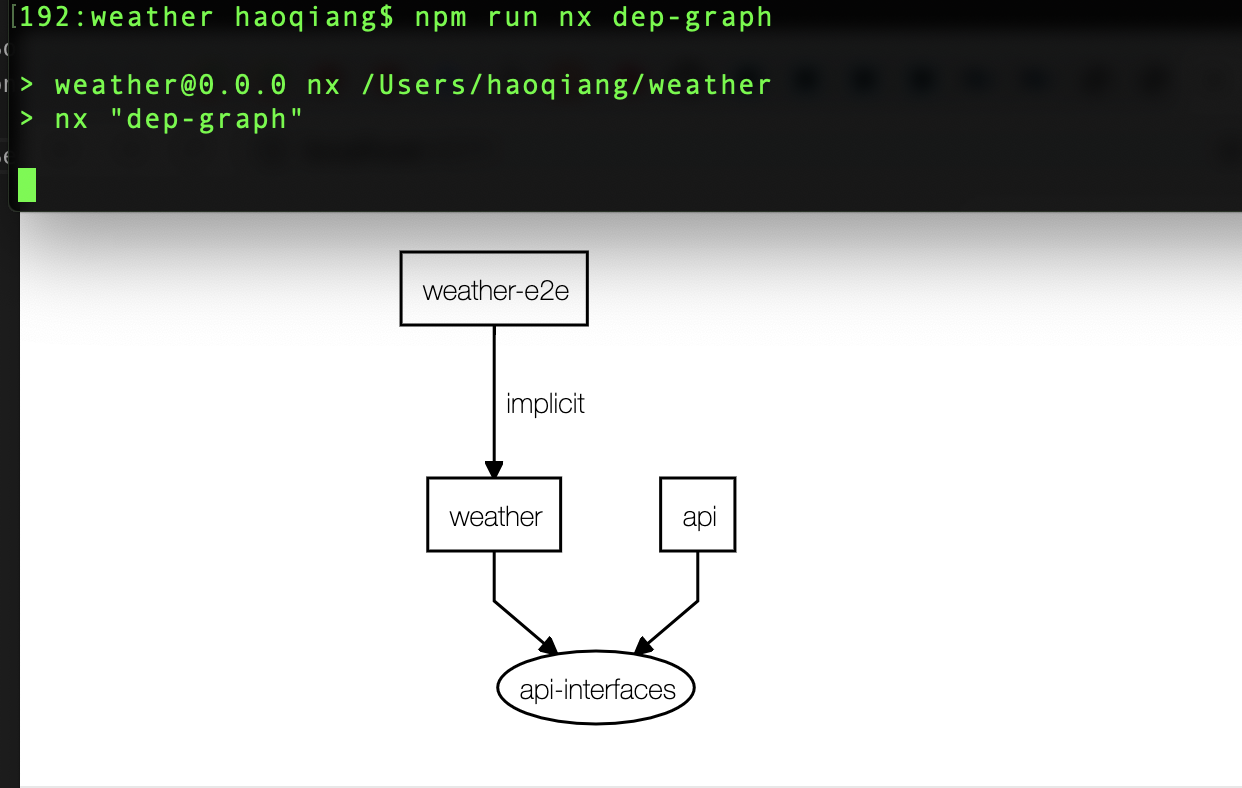 [192:weather haoqiang$ npm run nx dep-graph
> weather@0.0.0 nx /Users/haoqiang/weather
> nx "dep-graph"
weather-e2e
implicit
weather
api
api-interfaces